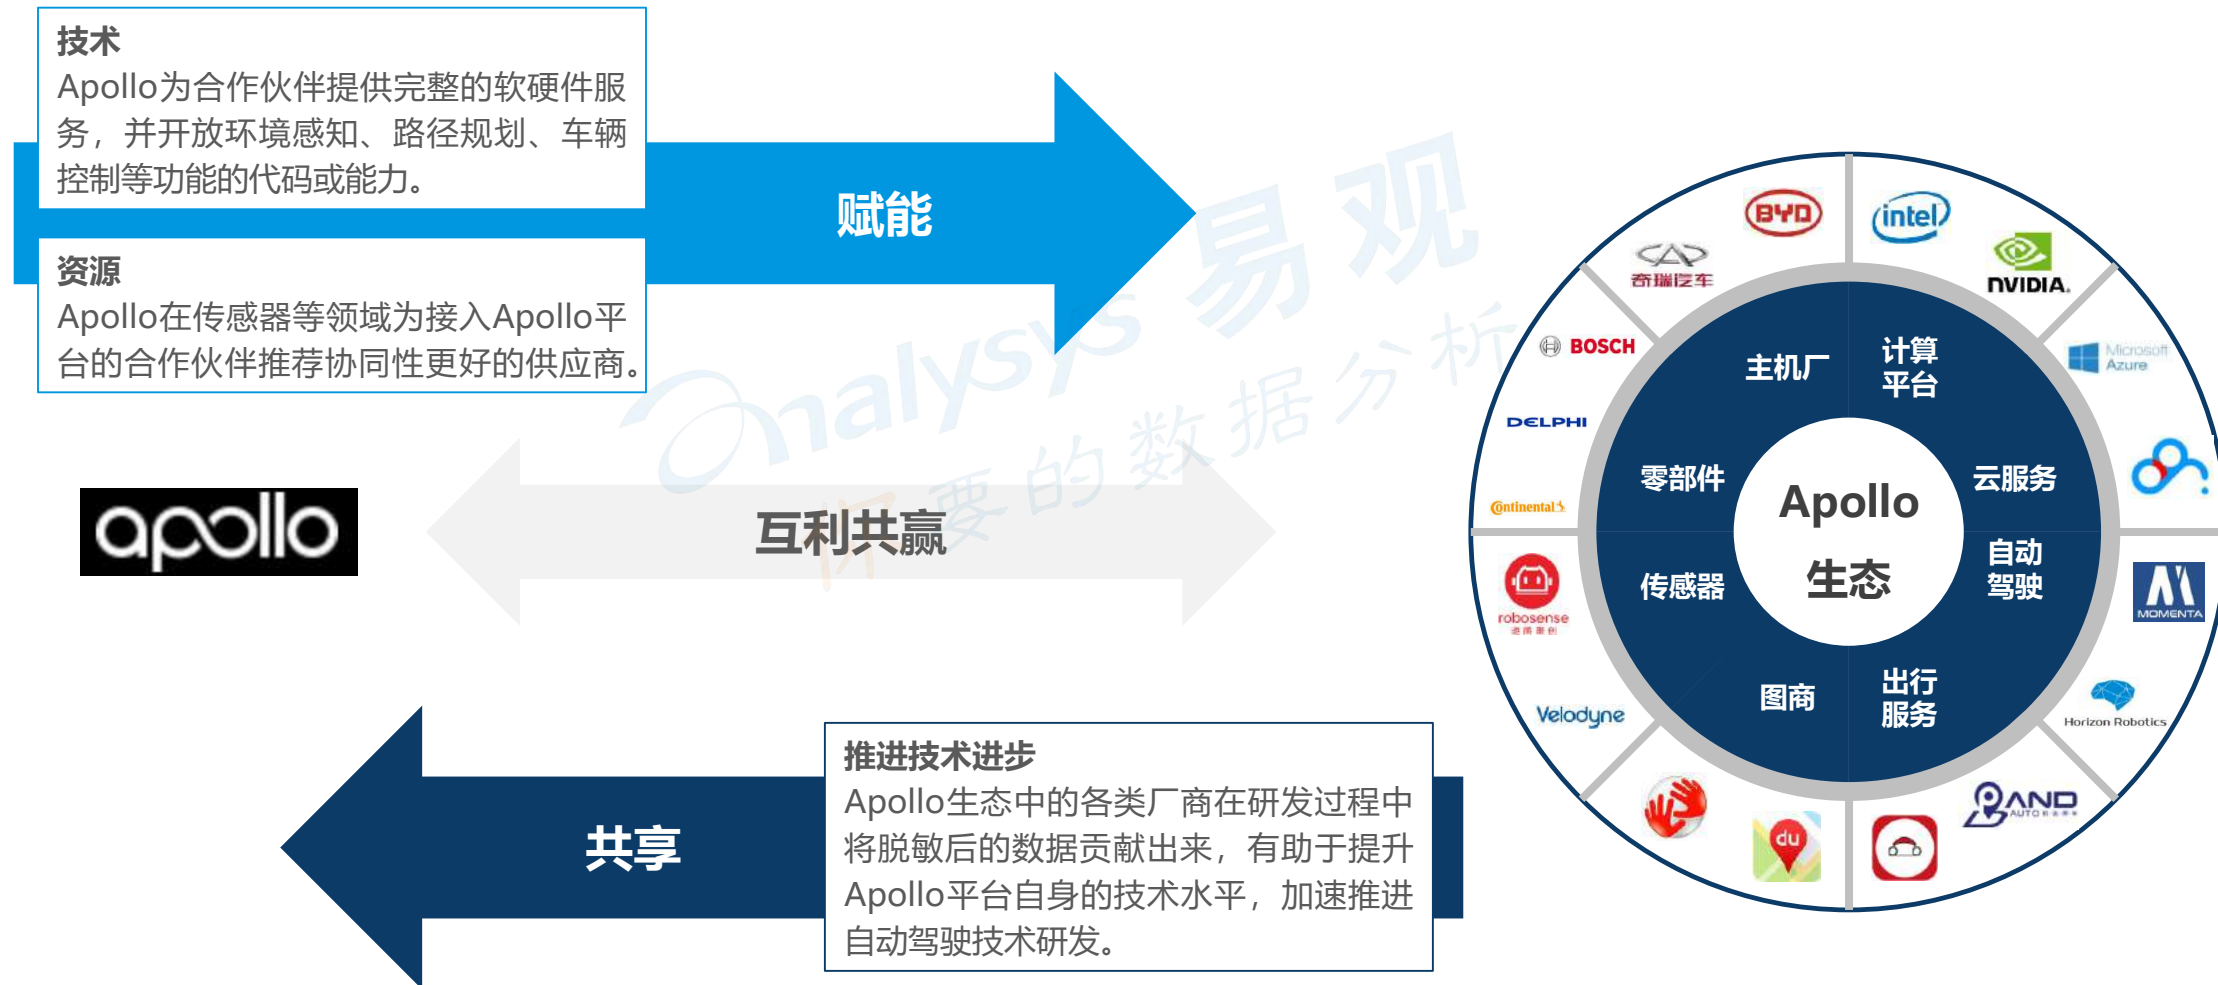 技术
Apollo为合作伙伴提供完整的软硬件服
务，并开放环境感知、路径规划、车辆
控制等功能的代码或能力。
赋能
资源
Apollo在传感器等领域为接入Apollo平
台的合作伙伴推荐协同性更好的供应商。
apollo
互利共赢
共享
推进技术进步
Apollo生态中的各类厂商在研发过程中
将脱敏后的数据贡献出来，有助于提升
Apollo平台自身的技术水平，加速推进
自动驾驶技术研发。
analysys 易观
你要的数据分析
Apollo
生态
主机厂
计算
平台
云服务
自动
驾驶
出行
服务
图商
传感器
零部件
BYD
奇瑞汽车
intel
NVIDIA.
Microsoft
Azure
MOMENTA
Horizon Robotics
PAND
AUTO
du
Velodyne
robosense
Continental
DELPHI
BOSCH